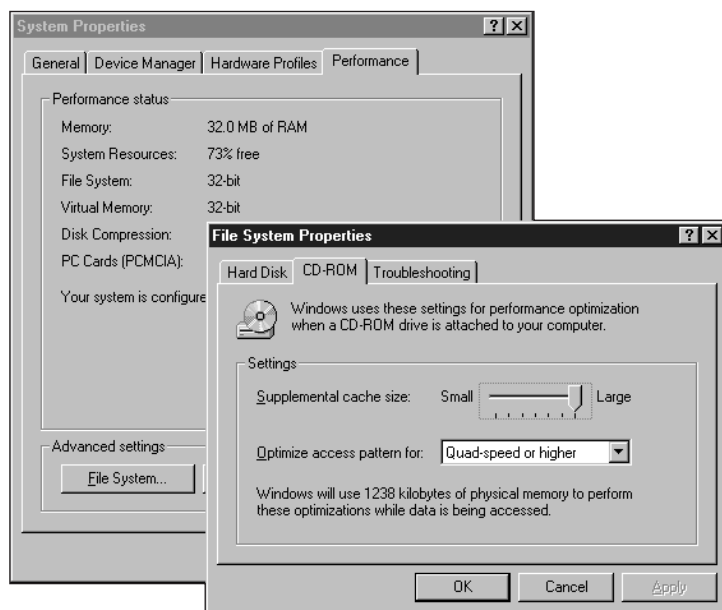 System Properties
General Device Manager Hardware Profiles Performance
Performance status
Memory: 32.0 MB of RAM
System Resources: 73% free
File System: 32-bit
Virtual Memory: 32-bit
Disk Compression:
PC Cards (PCMCIA):
Your system is configure
Advanced settings
File System...
File System Properties
Hard Disk CD-ROM Troubleshooting
Windows uses these settings for performance optimization
when a CD-ROM drive is attached to your computer.
Settings
Supplemental cache size: Small Large
Optimize access pattern for: Quad-speed or higher
Windows will use 1238 kilobytes of physical memory to perform
these optimizations while data is being accessed.
OK Cancel Apply